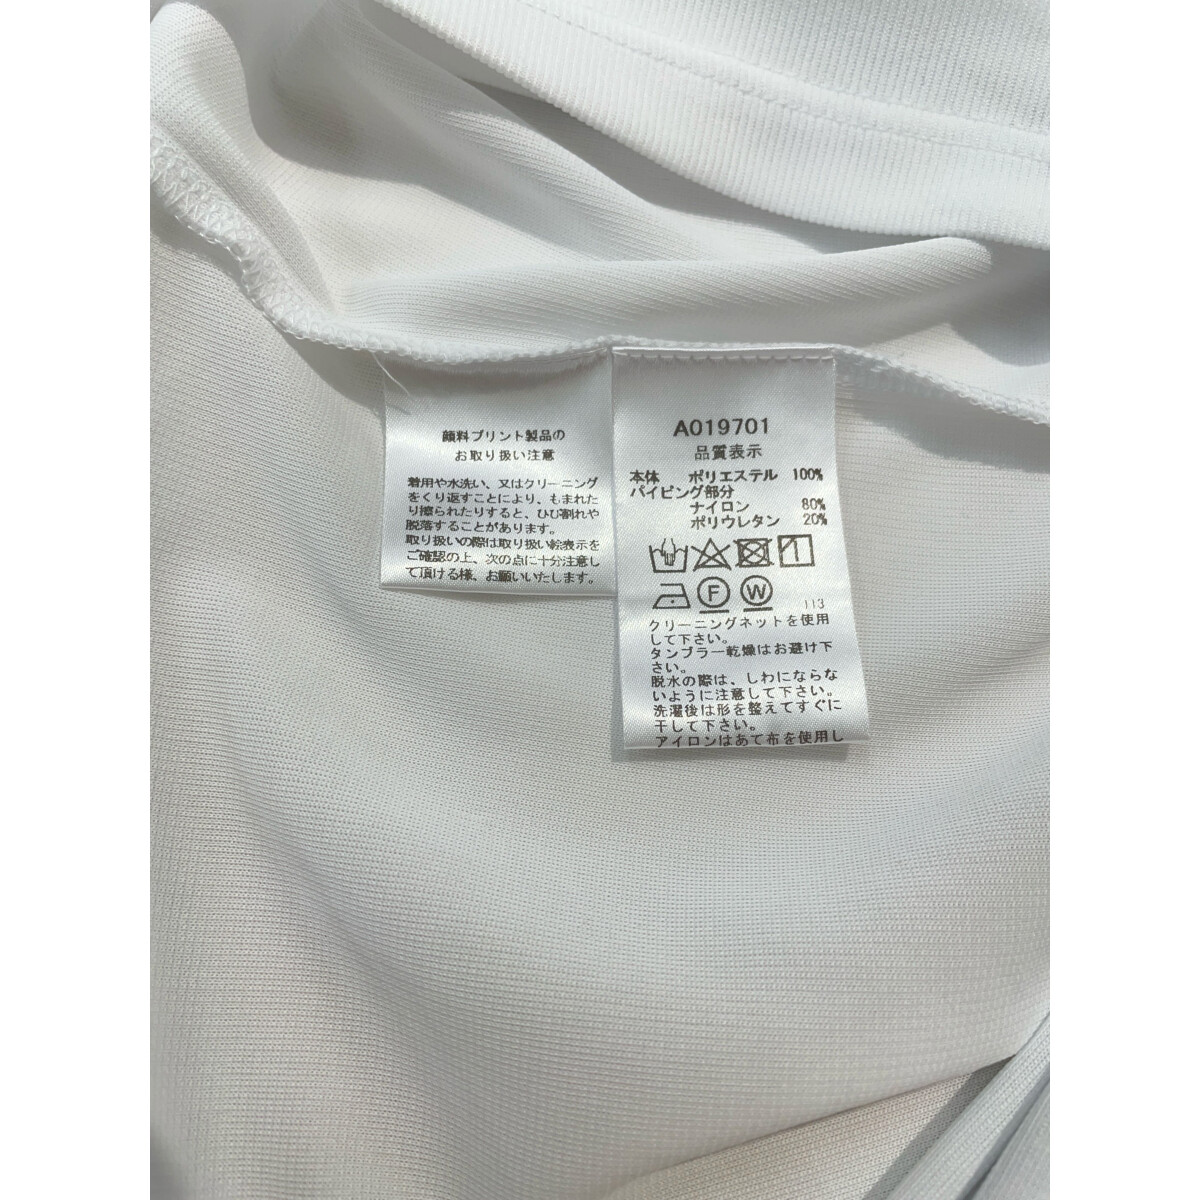 顔料プリント製品の
お取り扱い注意
着用や水洗い、又はクリーニング
をくり返すことにより、もまれた
り擦られたりすると、ひび割れや
脱落することがあります。
取り扱いの際は取り扱い絵表示を
ご確認の上、次の点に十分注意し
て頂ける様、お願いいたします。
A019701
品質表示
本体 ポリエステル 100%
パイピング部分
ナイロン 80%
ポリウレタン 20%
F W 113
クリーニングネットを使用
して下さい。
タンブラー乾燥はお避け下
さい。
脱水の際は、しわにならな
いように注意して下さい。
洗濯後は形を整えてすぐに
干して下さい。
アイロンはあて布を使用し